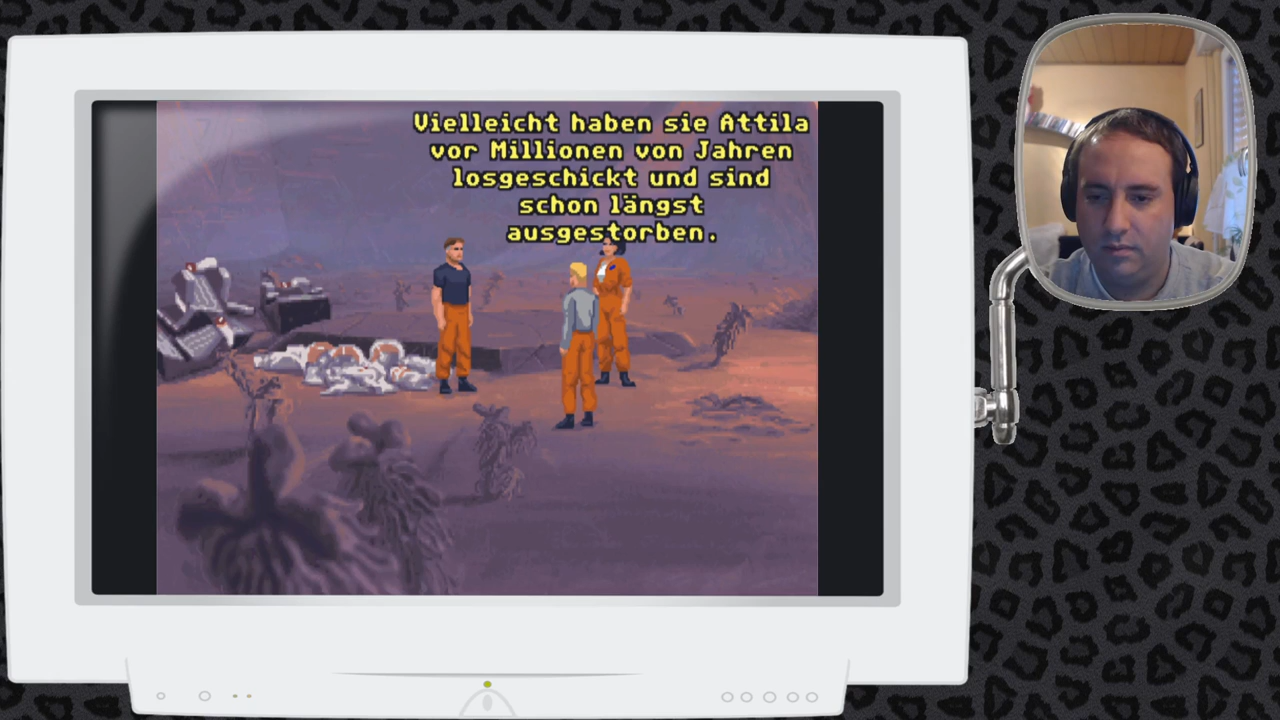 Vielleicht haben sie Attila
vor Millionen von Jahren
losgeschickt und sind
schon längst
ausgestorben.